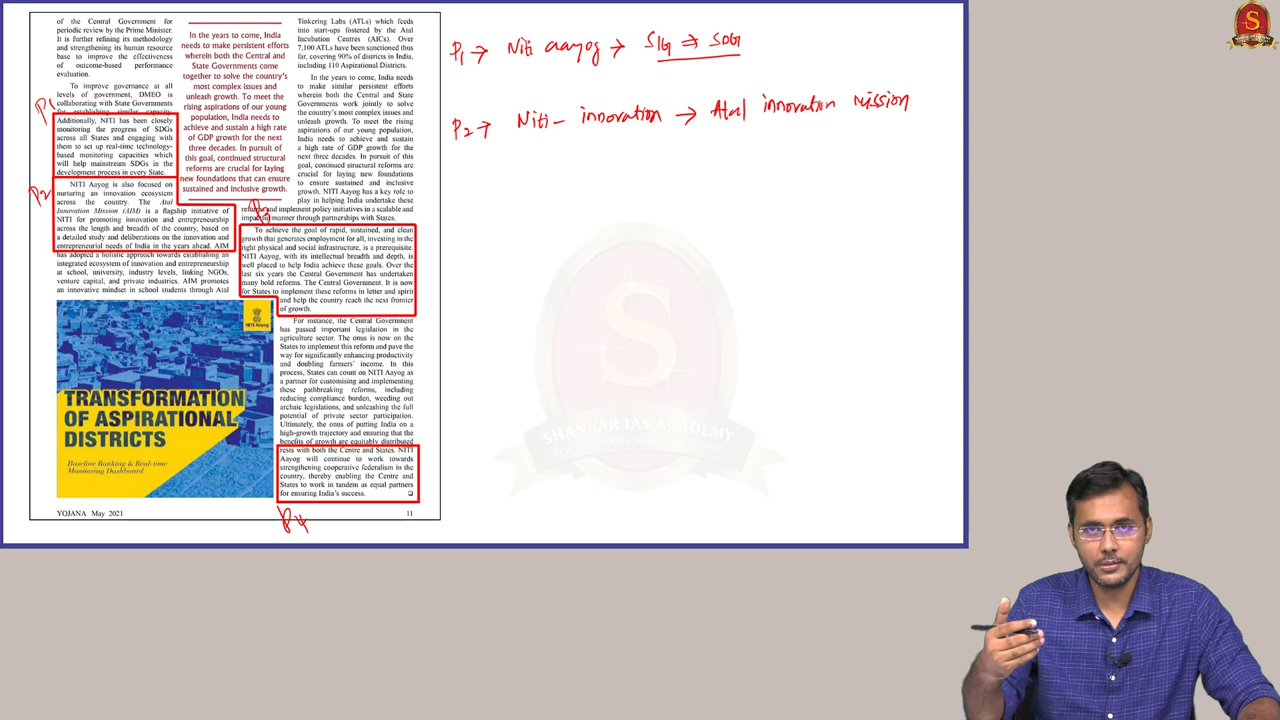 of the Central Government for
periodic review by the Prime Minister.
It is further refining its methodology
and strengthening its human resource
base to improve the effectiveness
of outcome-based performance
evaluation.
To improve governance at all
levels of government, DMEO is
collaborating with State Governments
for establishing similar capacity.
Additionally, NITI has been closely
monitoring the progress of SDGs
across all States and engaging with
them to set up real-time technology-
based monitoring capacities which
will help mainstream SDGs in the
development process in every State.
NITI Aayog is also focused on
nurturing an innovation ecosystem
across the country. The Atal
Innovation Mission (AIM) is a flagship initiative of
NITI for promoting innovation and entrepreneurship
across the length and breadth of the country, based on
a detailed study and deliberations on the innovation and
entrepreneurial needs of India in the years ahead. AIM
has adopted a holistic approach towards establishing an
integrated ecosystem of innovation and entrepreneurship
at school, university, industry levels, linking NGOs,
venture capital, and private industries. AIM promotes
an innovative mindset in school students through Atal
In the years to come, India
needs to make persistent efforts
wherein both the Central and
State Governments come
together to solve the country's
most complex issues and
unleash growth. To meet the
rising aspirations of our young
population, India needs to
achieve and sustain a high rate
of GDP growth for the next
three decades. In pursuit of
this goal, continued structural
reforms are crucial for laying
new foundations that can ensure
sustained and inclusive growth.
Tinkering Labs (ATLs) which feeds
into start-ups fostered by the Atal
Incubation Centres (AICs). Over
7,100 ATLs have been sanctioned thus
far, covering 90% of districts in India,
including 110 Aspirational Districts.
In the years to come, India needs
to make similar persistent efforts
wherein both the Central and State
Governments work jointly to solve
the country's most complex issues and
unleash growth. To meet the rising
aspirations of our young population,
India needs to achieve and sustain
a high rate of GDP growth for the
next three decades. In pursuit of
this goal, continued structural reforms
are crucial for laying new foundations
to ensure sustained and inclusive
growth. NITI Aayog has a key role to
play in helping India undertake these
reforms and implement policy initiatives in a scalable and
impactful manner through partnerships with States.
To achieve the goal of rapid, sustained, and clean
growth that generates employment for all, investing in the
right physical and social infrastructure, is a prerequisite.
NITI Aayog, with its intellectual breadth and depth, is
well placed to help India achieve these goals. Over the
last six years the Central Government has undertaken
many bold reforms. The Central Government. It is now
for States to implement these reforms in letter and spirit
and help the country reach the next frontier
of growth.
For instance, the Central Government
has passed important legislation in the
agriculture sector. The onus is now on the
States to implement this reform and pave the
way for significantly enhancing productivity
and doubling farmers' income. In this
process, States can count on NITI Aayog as
a partner for customising and implementing
these pathbreaking reforms, including
reducing compliance burden, weeding out
archaic legislations, and unleashing the full
potential of private sector participation.
Ultimately, the onus of putting India on a
high-growth trajectory and ensuring that the
benefits of growth are equitably distributed
rests with both the Centre and States. NITI
Aayog will continue to work towards
strengthening cooperative federalism in the
country, thereby enabling the Centre and
States to work in tandem as equal partners
for ensuring India's success.
NITI Aayog
TRANSFORMATION
OF ASPIRATIONAL
DISTRICTS
Baseline Ranking & Real-time
Monitoring Dashboard
YOJANA May 2021
11
P1
P2
P3
P4
P1 → Niti aayog → SIG ⇒ SDG
P2 → Niti - innovation → Atal innovation mission
S
SHANKAR IAS ACADEMY
S